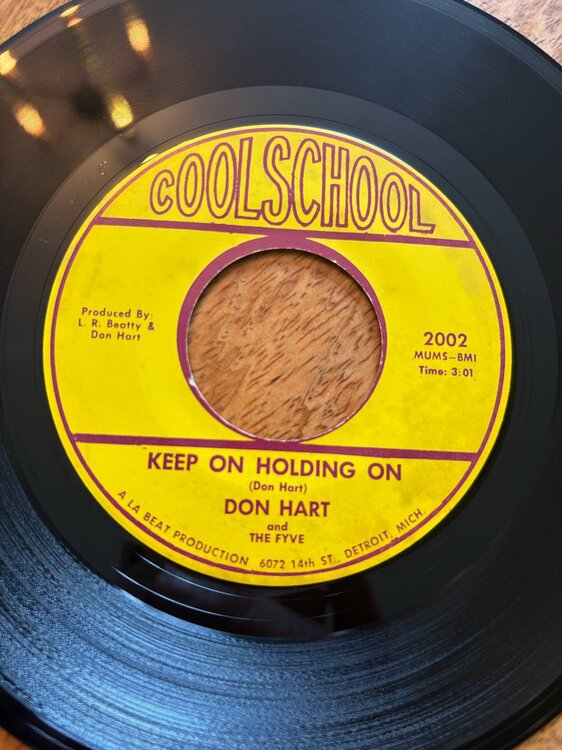 COOLSCHOOL
Produced By:
L. R. Beatty &
Don Hart
2002
MUMS-BMI
Time: 3:01
KEEP ON HOLDING ON
(Don Hart)
DON HART
and
THE FYVE
A LA BEAT PRODUCTION 6072 14th ST., DETROIT, MICH.